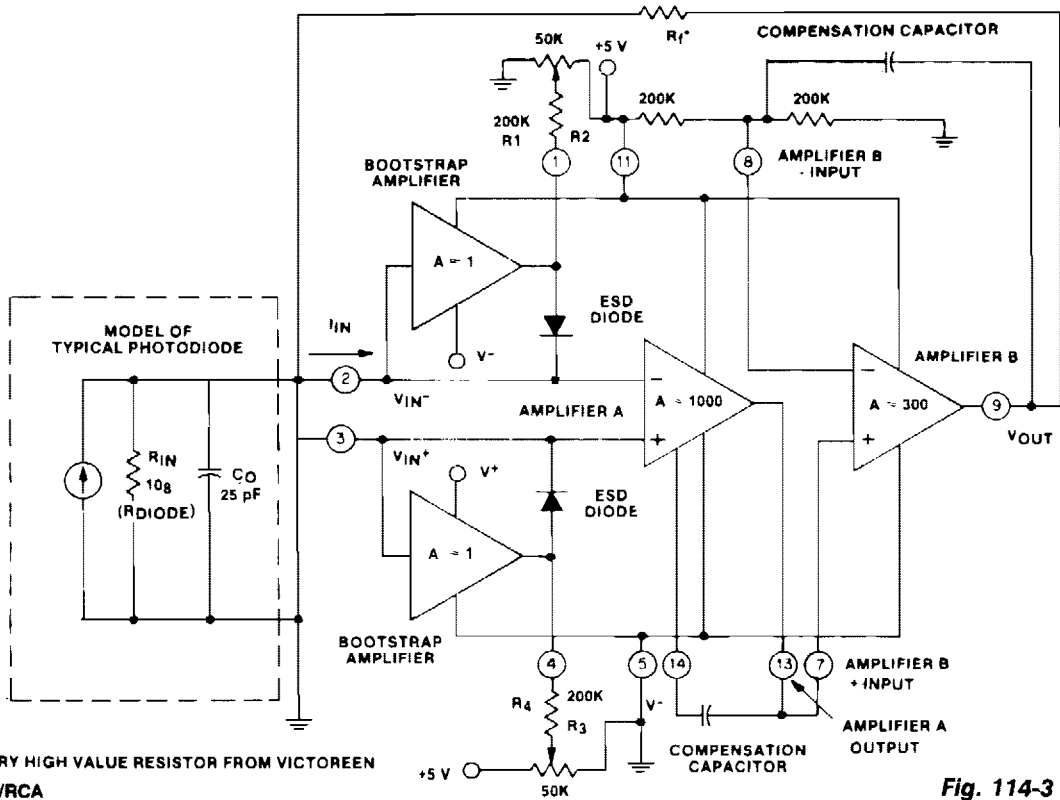 Rf*
COMPENSATION CAPACITOR
50K
+5 V
200K
200K
200K
R1
R2
1
11
8
AMPLIFIER B
- INPUT
BOOTSTRAP
AMPLIFIER
A = 1
ESD
DIODE
V-
MODEL OF
TYPICAL PHOTODIODE
IIN
2
VIN-
AMPLIFIER A
−
A = 1000
+
AMPLIFIER B
−
A = 300
+
9
VOUT
3
VIN+
RIN
108
(RDIODE)
CO
25 pF
V+
ESD
DIODE
A = 1
BOOTSTRAP
AMPLIFIER
4
5
14
13
7
AMPLIFIER B
+ INPUT
V-
R4
200K
R3
AMPLIFIER A
OUTPUT
COMPENSATION
CAPACITOR
+5 V
50K
RY HIGH VALUE RESISTOR FROM VICTOREEN
/RCA
Fig. 114-3